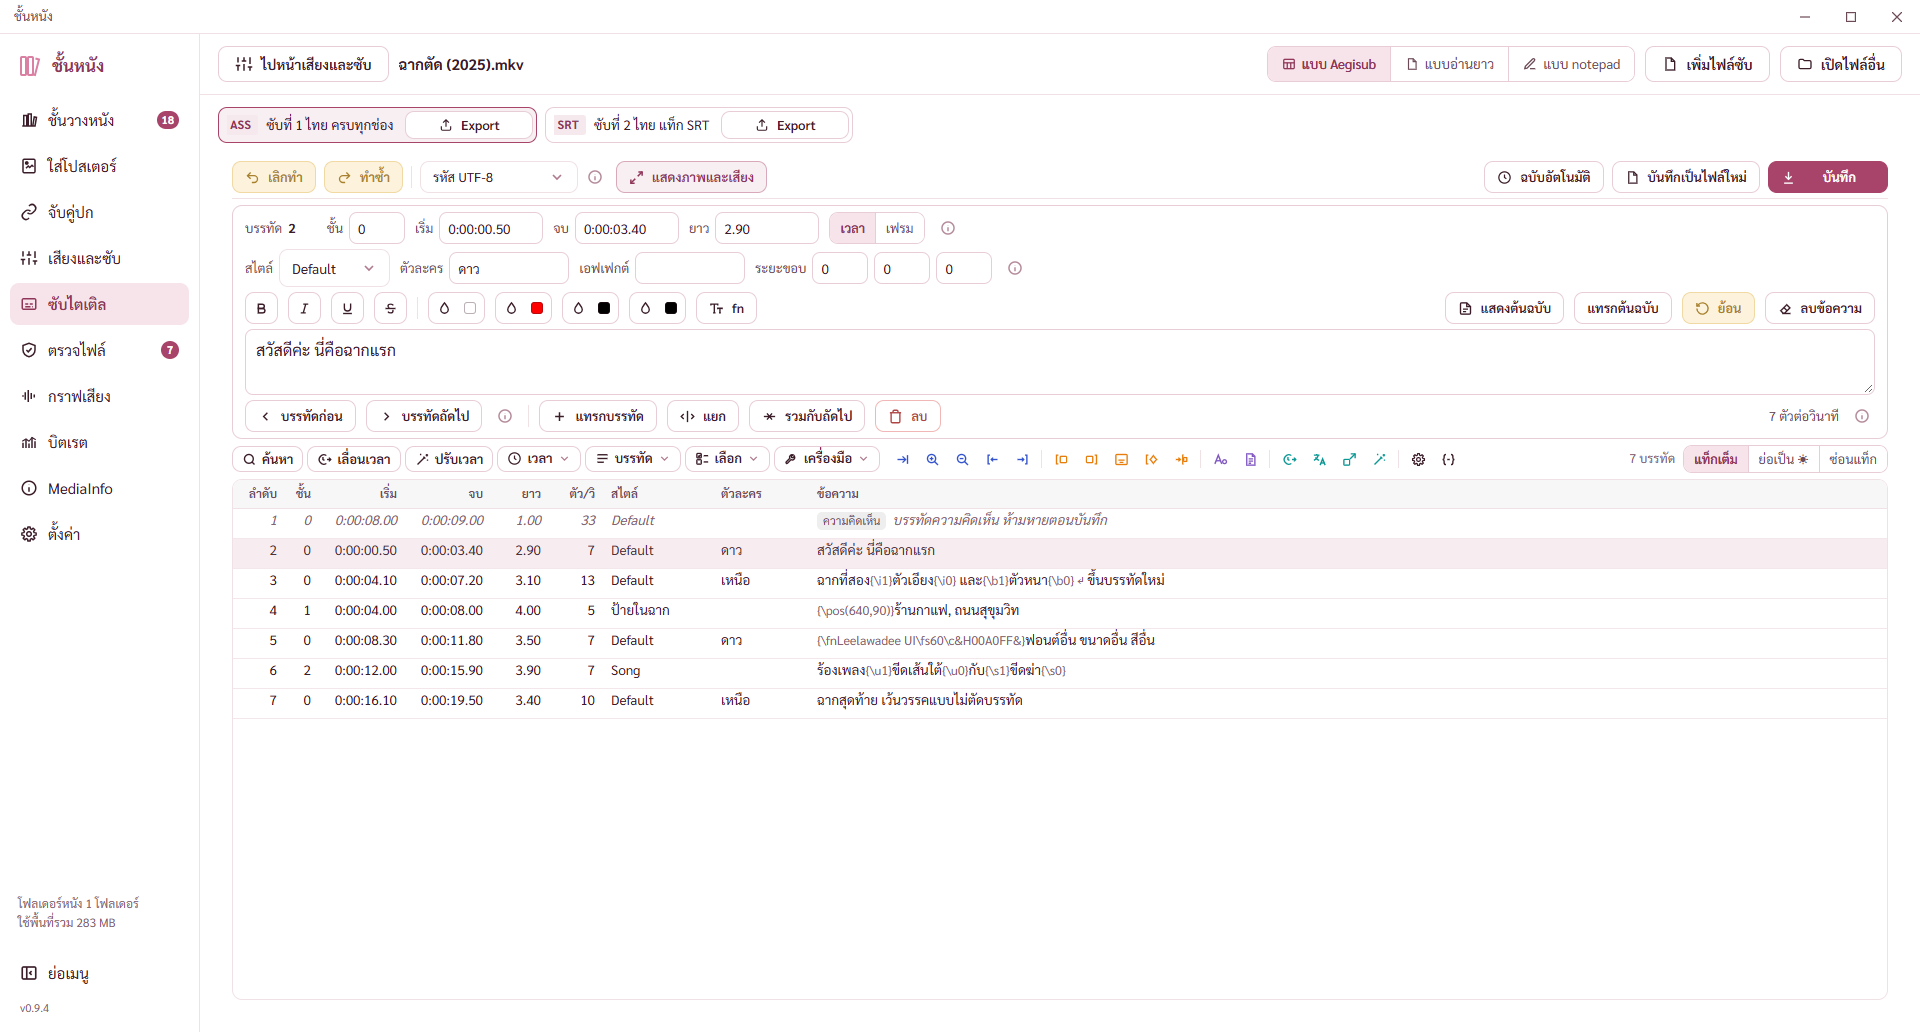 ชั้นหนัง
ชั้นหนัง
ชั้นวางหนัง 18
ใส่โปสเตอร์
จับคู่ปก
เสียงและซับ
ซับไตเติล
ตรวจไฟล์ 7
กราฟเสียง
บิตเรต
MediaInfo
ตั้งค่า
โฟลเดอร์หนัง 1 โฟลเดอร์
ใช้พื้นที่รวม 283 MB
ย่อเมนู
v0.9.4
ไปหน้าเสียงและซับ ฉากตัด (2025).mkv แบบ Aegisub แบบอ่านยาว แบบ notepad เพิ่มไฟล์ซับ เปิดไฟล์อื่น
ASS ซับที่ 1 ไทย ครบทุกช่อง Export SRT ซับที่ 2 ไทย แท็ก SRT Export
เลิกทำ ทำซ้ำ รหัส UTF-8 แสดงภาพและเสียง ฉบับอัตโนมัติ บันทึกเป็นไฟล์ใหม่ บันทึก
บรรทัด 2 ชั้น 0 เริ่ม 0:00:00.50 จบ 0:00:03.40 ยาว 2.90 เวลา เฟรม
สไตล์ Default ตัวละคร ดาว เอฟเฟกต์ ระยะขอบ 0 0 0
B I U S fn แสดงต้นฉบับ แทรกต้นฉบับ ย้อน ลบข้อความ
สวัสดีค่ะ นี่คือฉากแรก
บรรทัดก่อน บรรทัดถัดไป แทรกบรรทัด แยก รวมกับถัดไป ลบ 7 ตัวต่อวินาที
ค้นหา เลื่อนเวลา ปรับเวลา เวลา บรรทัด เลือก เครื่องมือ 7 บรรทัด แท็กเต็ม ย่อเป็น ☀ ซ่อนแท็ก
ลำดับ ชั้น เริ่ม จบ ยาว ตัว/วิ สไตล์ ตัวละคร ข้อความ
1 0 0:00:08.00 0:00:09.00 1.00 33 Default ความคิดเห็น บรรทัดความคิดเห็น ห้ามหายตอนบันทึก
2 0 0:00:00.50 0:00:03.40 2.90 7 Default ดาว สวัสดีค่ะ นี่คือฉากแรก
3 0 0:00:04.10 0:00:07.20 3.10 13 Default เหนือ ฉากที่สอง{\i1}ตัวเอียง{\i0} และ{\b1}ตัวหนา{\b0} ↲ ขึ้นบรรทัดใหม่
4 1 0:00:04.00 0:00:08.00 4.00 5 ป้ายในฉาก {\pos(640,90)}ร้านกาแฟ, ถนนสุขุมวิท
5 0 0:00:08.30 0:00:11.80 3.50 7 Default ดาว {\fnLeelawadee UI\fs60\c&H00A0FF&}ฟอนต์อื่น ขนาดอื่น สีอื่น
6 2 0:00:12.00 0:00:15.90 3.90 7 Song ร้องเพลง{\u1}ขีดเส้นใต้{\u0}กับ{\s1}ขีดฆ่า{\s0}
7 0 0:00:16.10 0:00:19.50 3.40 10 Default เหนือ ฉากสุดท้าย เว้นวรรคแบบไม่ตัดบรรทัด